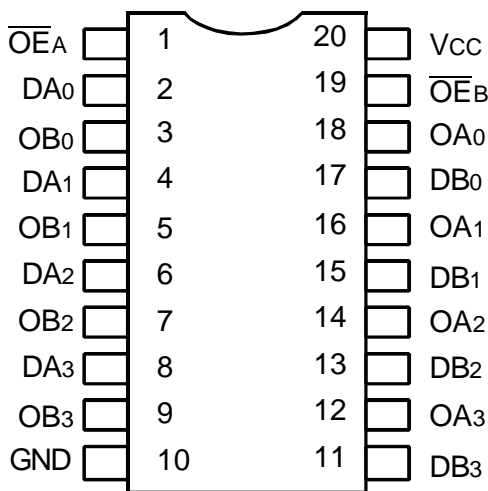 O̅E̅A 1 20 VCC
DA0 2 19 O̅E̅B
OB0 3 18 OA0
DA1 4 17 DB0
OB1 5 16 OA1
DA2 6 15 DB1
OB2 7 14 OA2
DA3 8 13 DB2
OB3 9 12 OA3
GND 10 11 DB3